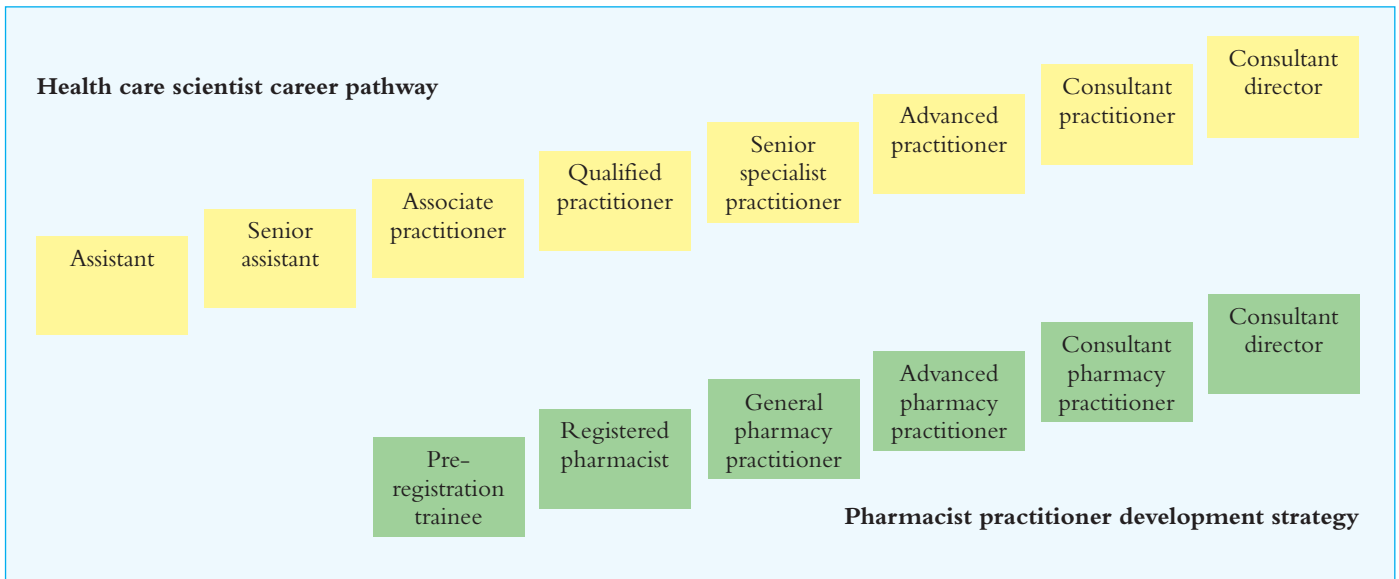 Health care scientist career pathway
Assistant
Senior
assistant
Associate
practitioner
Qualified
practitioner
Senior
specialist
practitioner
Advanced
practitioner
Consultant
practitioner
Consultant
director
Pre-
registration
trainee
Registered
pharmacist
General
pharmacy
practitioner
Advanced
pharmacy
practitioner
Consultant
pharmacy
practitioner
Consultant
director
Pharmacist practitioner development strategy